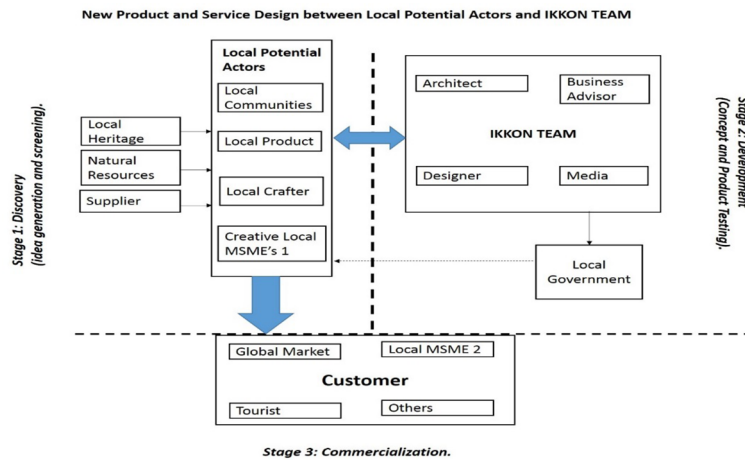 New Product and Service Design between Local Potential Actors and IKKON TEAM
Stage 1: Discovery
(idea generation and screening).
Local
Heritage
Natural
Resources
Supplier
Local Potential
Actors
Local
Communities
Local Product
Local Crafter
Creative Local
MSME's 1
Architect
Business
Advisor
IKKON TEAM
Designer
Media
Local
Government
Stage 2: Development
(Concept and Product Testing).
Global Market
Local MSME 2
Customer
Tourist
Others
Stage 3: Commercialization.